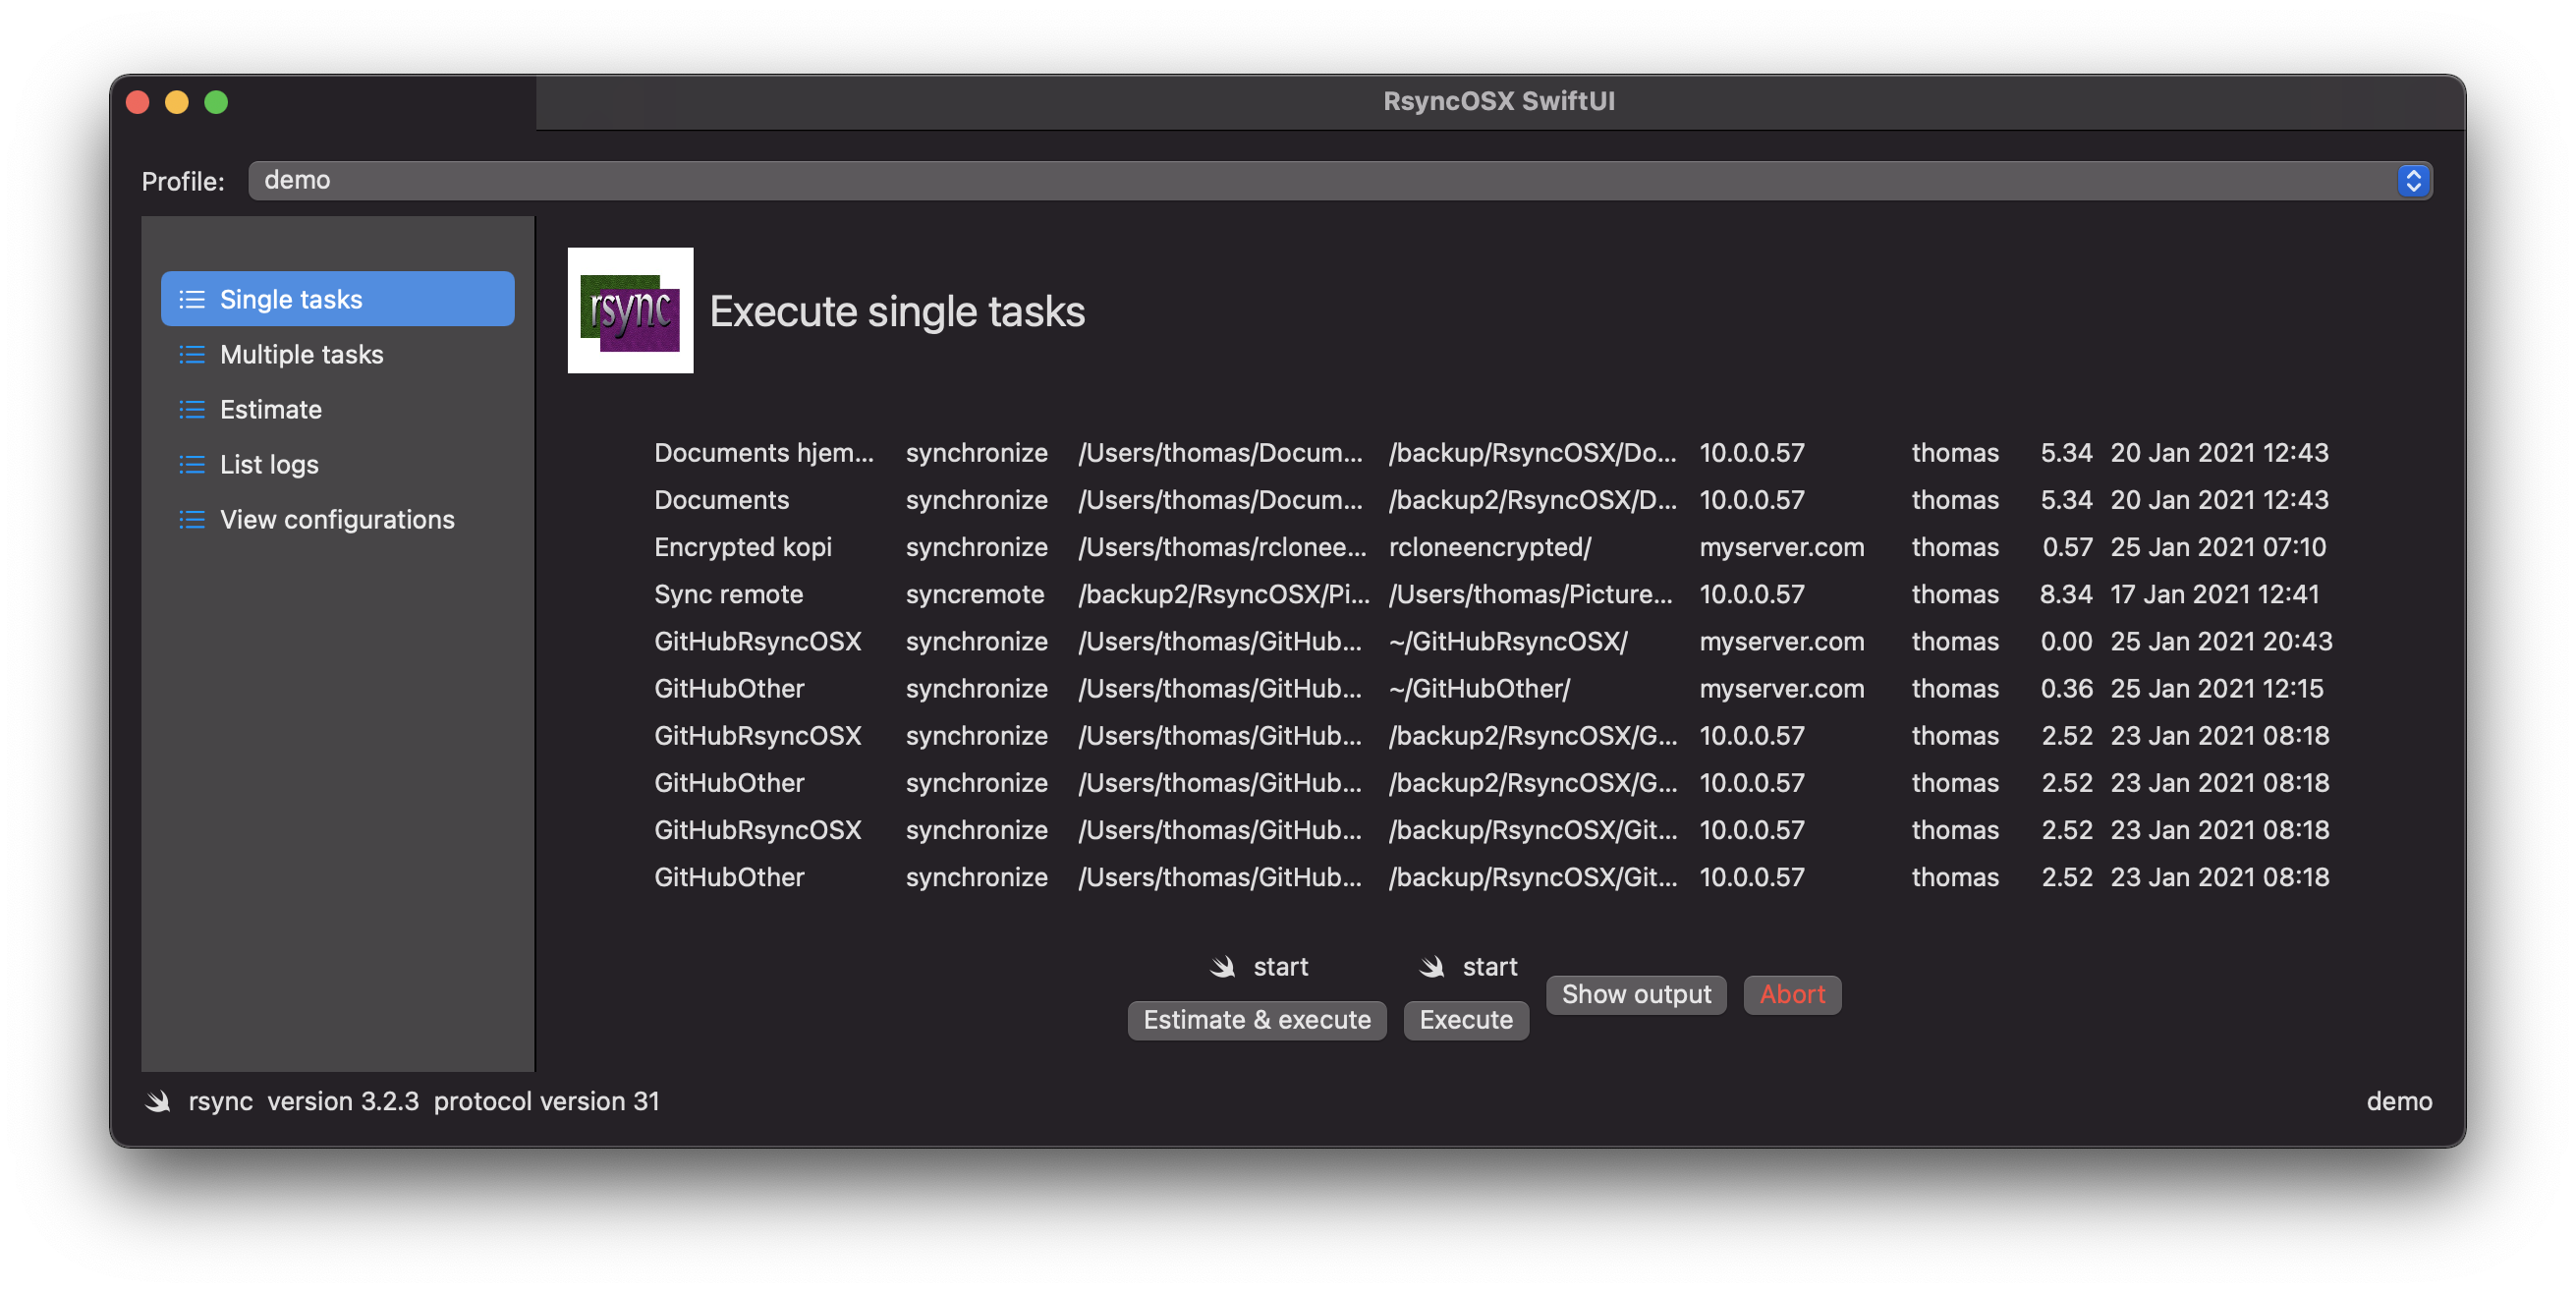 RsyncOSX SwiftUI
Profile: demo
Single tasks
Multiple tasks
Estimate
List logs
View configurations
rsync
Execute single tasks
Documents hjem... synchronize /Users/thomas/Docum... /backup/RsyncOSX/Do... 10.0.0.57 thomas 5.34 20 Jan 2021 12:43
Documents synchronize /Users/thomas/Docum... /backup2/RsyncOSX/D... 10.0.0.57 thomas 5.34 20 Jan 2021 12:43
Encrypted kopi synchronize /Users/thomas/rclonee... rcloneencrypted/ myserver.com thomas 0.57 25 Jan 2021 07:10
Sync remote syncremote /backup2/RsyncOSX/Pi... /Users/thomas/Picture... 10.0.0.57 thomas 8.34 17 Jan 2021 12:41
GitHubRsyncOSX synchronize /Users/thomas/GitHub... ~/GitHubRsyncOSX/ myserver.com thomas 0.00 25 Jan 2021 20:43
GitHubOther synchronize /Users/thomas/GitHub... ~/GitHubOther/ myserver.com thomas 0.36 25 Jan 2021 12:15
GitHubRsyncOSX synchronize /Users/thomas/GitHub... /backup2/RsyncOSX/G... 10.0.0.57 thomas 2.52 23 Jan 2021 08:18
GitHubOther synchronize /Users/thomas/GitHub... /backup2/RsyncOSX/G... 10.0.0.57 thomas 2.52 23 Jan 2021 08:18
GitHubRsyncOSX synchronize /Users/thomas/GitHub... /backup/RsyncOSX/Git... 10.0.0.57 thomas 2.52 23 Jan 2021 08:18
GitHubOther synchronize /Users/thomas/GitHub... /backup/RsyncOSX/Git... 10.0.0.57 thomas 2.52 23 Jan 2021 08:18
start start
Estimate & execute Execute Show output Abort
rsync version 3.2.3 protocol version 31 demo